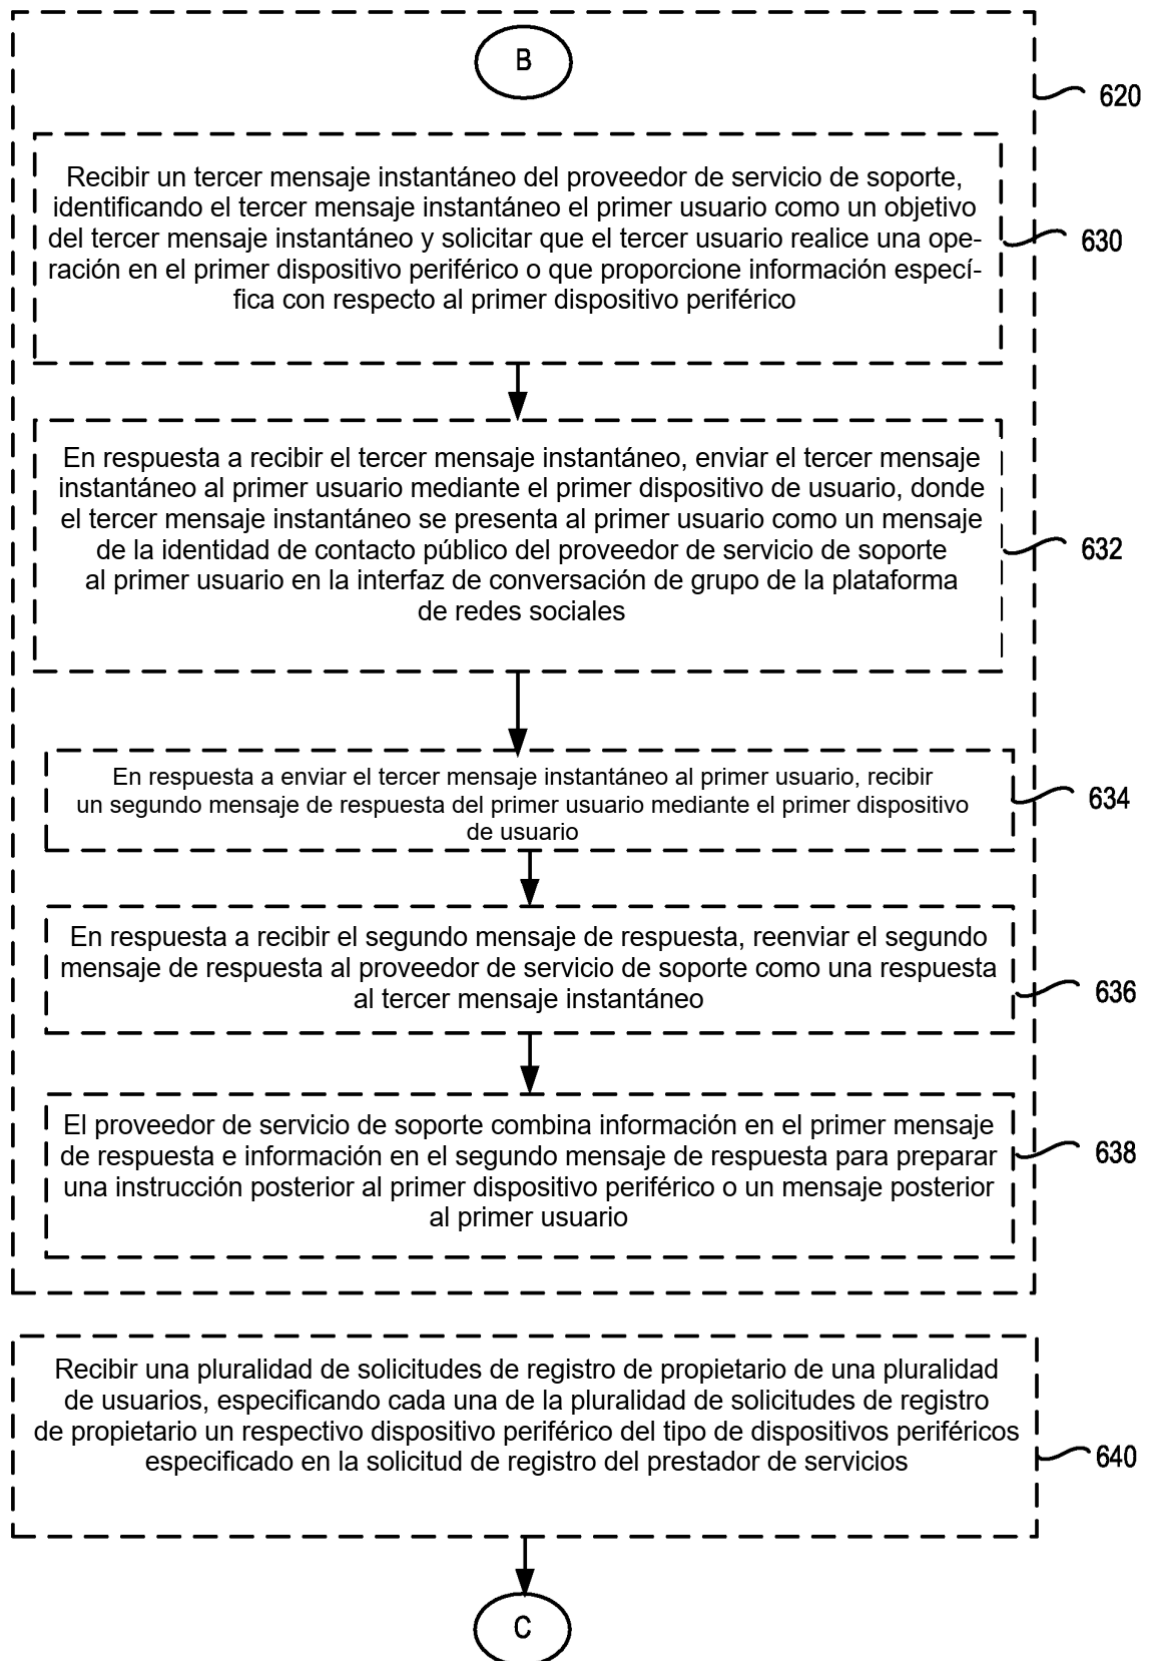 B
620
Recibir un tercer mensaje instantáneo del proveedor de servicio de soporte,
identificando el tercer mensaje instantáneo el primer usuario como un objetivo
del tercer mensaje instantáneo y solicitar que el tercer usuario realice una ope-
ración en el primer dispositivo periférico o que proporcione información especí-
fica con respecto al primer dispositivo periférico
630
En respuesta a recibir el tercer mensaje instantáneo, enviar el tercer mensaje
instantáneo al primer usuario mediante el primer dispositivo de usuario, donde
el tercer mensaje instantáneo se presenta al primer usuario como un mensaje
de la identidad de contacto público del proveedor de servicio de soporte
al primer usuario en la interfaz de conversación de grupo de la plataforma
de redes sociales
632
En respuesta a enviar el tercer mensaje instantáneo al primer usuario, recibir
un segundo mensaje de respuesta del primer usuario mediante el primer dispositivo
de usuario
634
En respuesta a recibir el segundo mensaje de respuesta, reenviar el segundo
mensaje de respuesta al proveedor de servicio de soporte como una respuesta
al tercer mensaje instantáneo
636
El proveedor de servicio de soporte combina información en el primer mensaje
de respuesta e información en el segundo mensaje de respuesta para preparar
una instrucción posterior al primer dispositivo periférico o un mensaje posterior
al primer usuario
638
Recibir una pluralidad de solicitudes de registro de propietario de una pluralidad
de usuarios, especificando cada una de la pluralidad de solicitudes de registro
de propietario un respectivo dispositivo periférico del tipo de dispositivos periféricos
especificado en la solicitud de registro del prestador de servicios
640
C